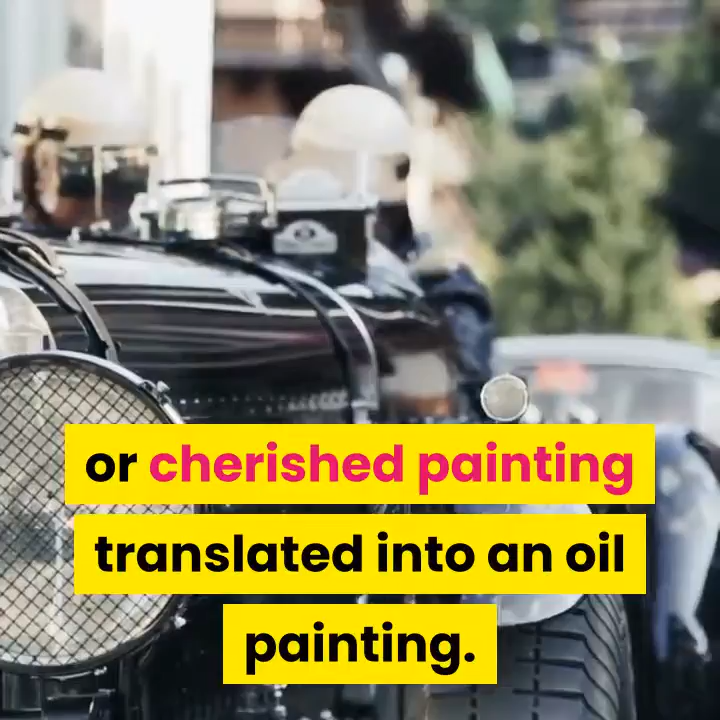 or cherished painting
translated into an oil
painting.